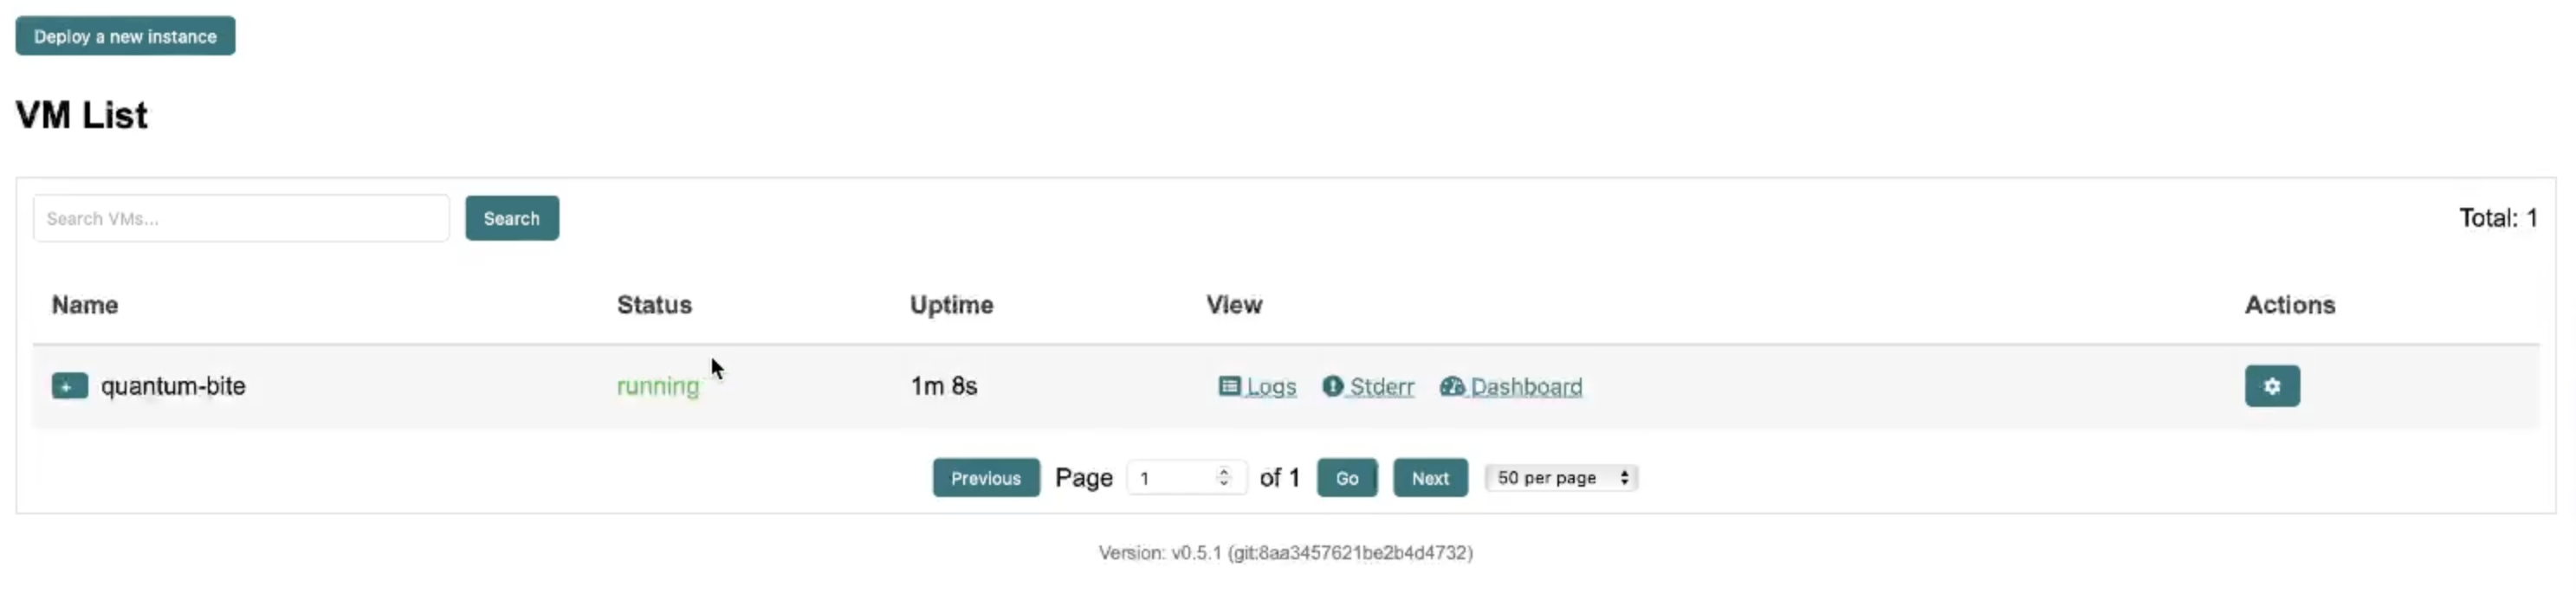 Deploy a new instance
VM List
Search VMs... Search Total: 1
Name Status Uptime View Actions
+ quantum-bite running 1m 8s Logs Stderr Dashboard
Previous Page 1 of 1 Go Next 50 per page
Version: v0.5.1 (git:8aa3457621be2b4d4732)